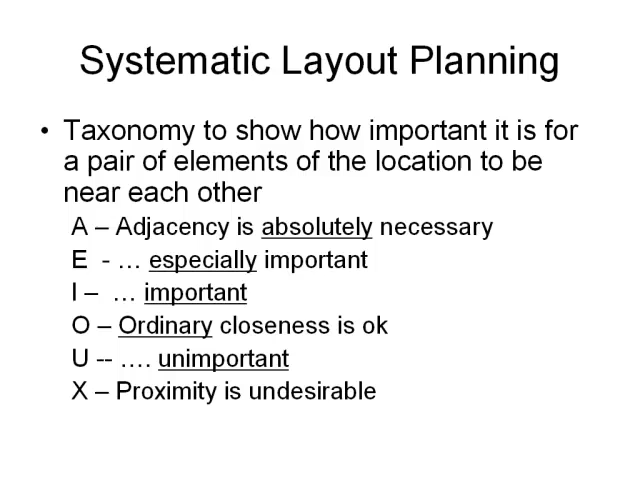 Systematic Layout Planning
• Taxonomy to show how important it is for
a pair of elements of the location to be
near each other
A – Adjacency is absolutely necessary
E - … especially important
I – … important
O – Ordinary closeness is ok
U -- …. unimportant
X – Proximity is undesirable